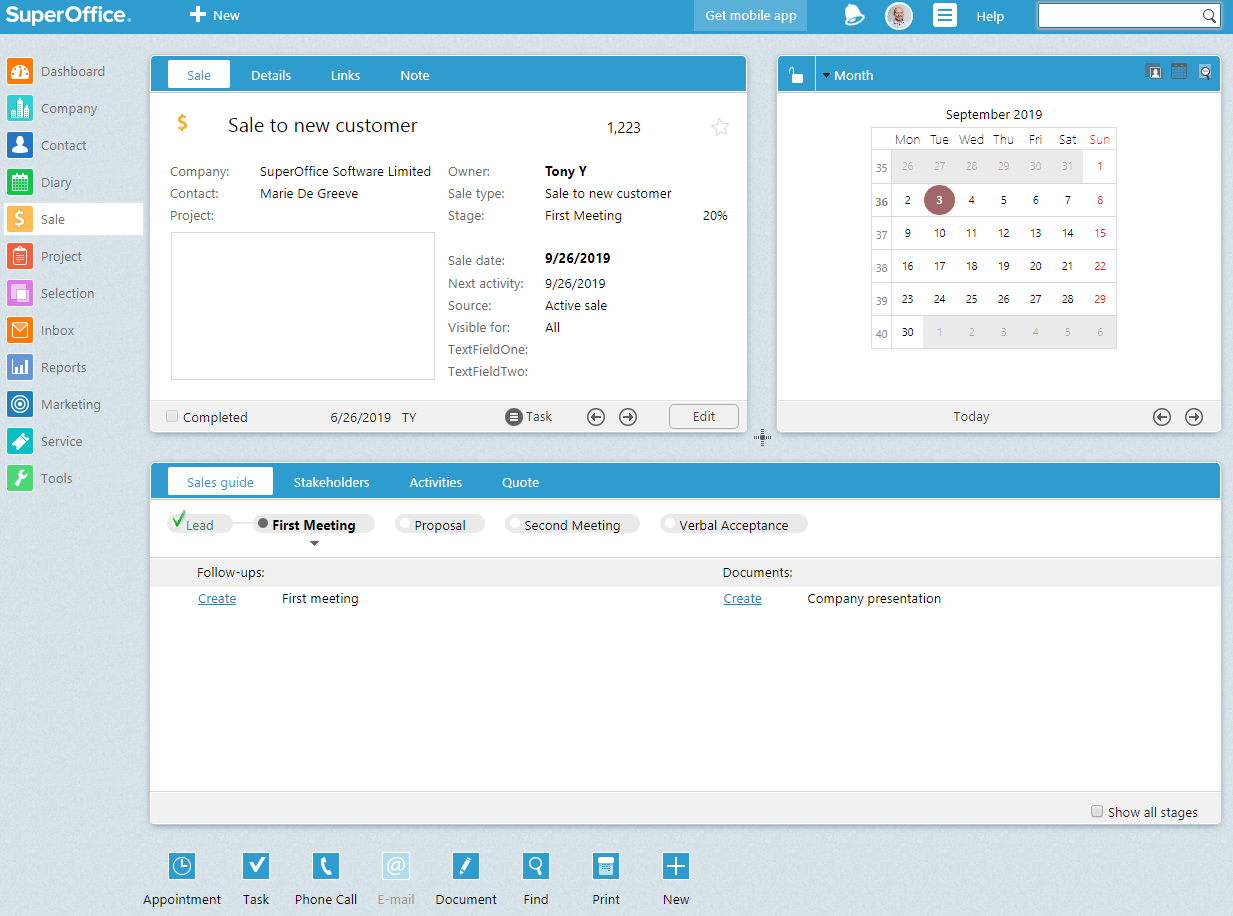 SuperOffice.
New
Get mobile app
Help
Dashboard
Company
Contact
Diary
Sale
Project
Selection
Inbox
Reports
Marketing
Service
Tools
Sale Details Links Note
$ Sale to new customer 1,223
Company: SuperOffice Software Limited
Contact: Marie De Greeve
Project:
Owner: Tony Y
Sale type: Sale to new customer
Stage: First Meeting 20%
Sale date: 9/26/2019
Next activity: 9/26/2019
Source: Active sale
Visible for: All
TextFieldOne:
TextFieldTwo:
Completed 6/26/2019 TY Task Edit
Month
September 2019
Mon Tue Wed Thu Fri Sat Sun
35 26 27 28 29 30 31 1
36 2 3 4 5 6 7 8
37 9 10 11 12 13 14 15
38 16 17 18 19 20 21 22
39 23 24 25 26 27 28 29
40 30 1 2 3 4 5 6
Today
Sales guide Stakeholders Activities Quote
Lead First Meeting Proposal Second Meeting Verbal Acceptance
Follow-ups: Documents:
Create First meeting Create Company presentation
Show all stages
Appointment Task Phone Call E-mail Document Find Print New